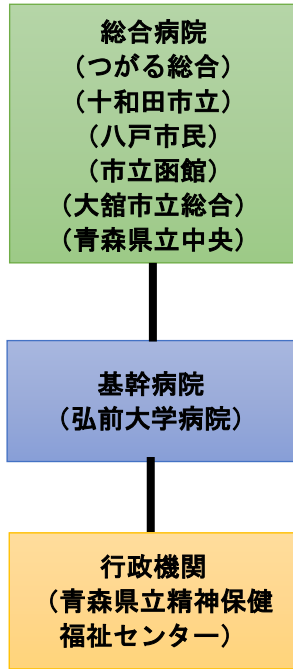 総合病院
（つがる総合）
（十和田市立）
（八戸市民）
（市立函館）
（大舘市立総合）
（青森県立中央）
基幹病院
（弘前大学病院）
行政機関
（青森県立精神保健
福祉センター）